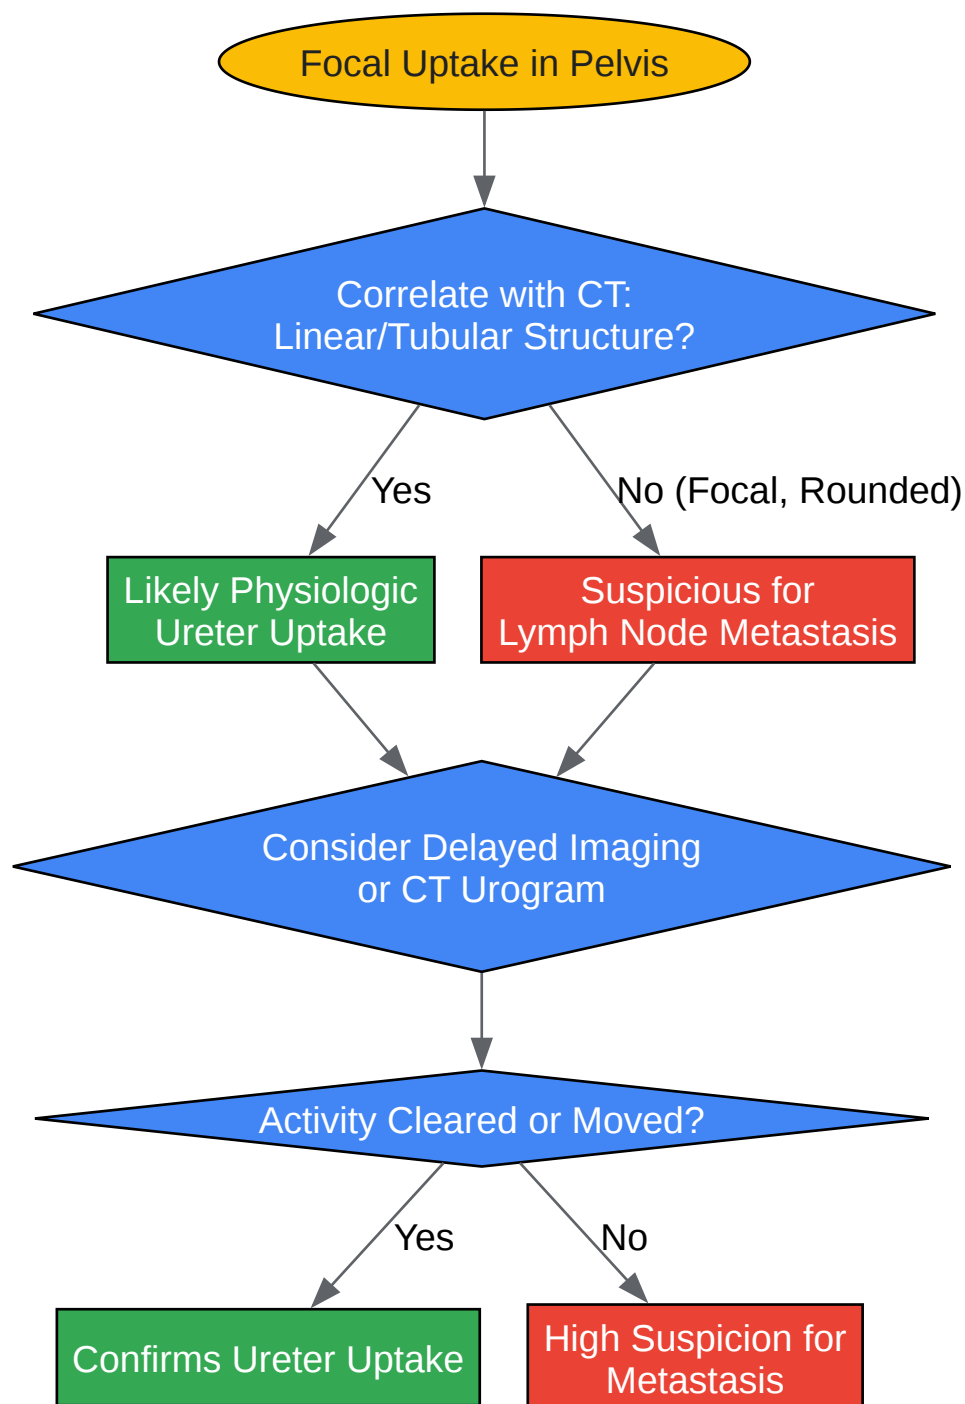 Focal Uptake in Pelvis
Correlate with CT:
Linear/Tubular Structure?
Yes
No (Focal, Rounded)
Likely Physiologic
Ureter Uptake
Suspicious for
Lymph Node Metastasis
Consider Delayed Imaging
or CT Urogram
Activity Cleared or Moved?
Yes
No
Confirms Ureter Uptake
High Suspicion for
Metastasis